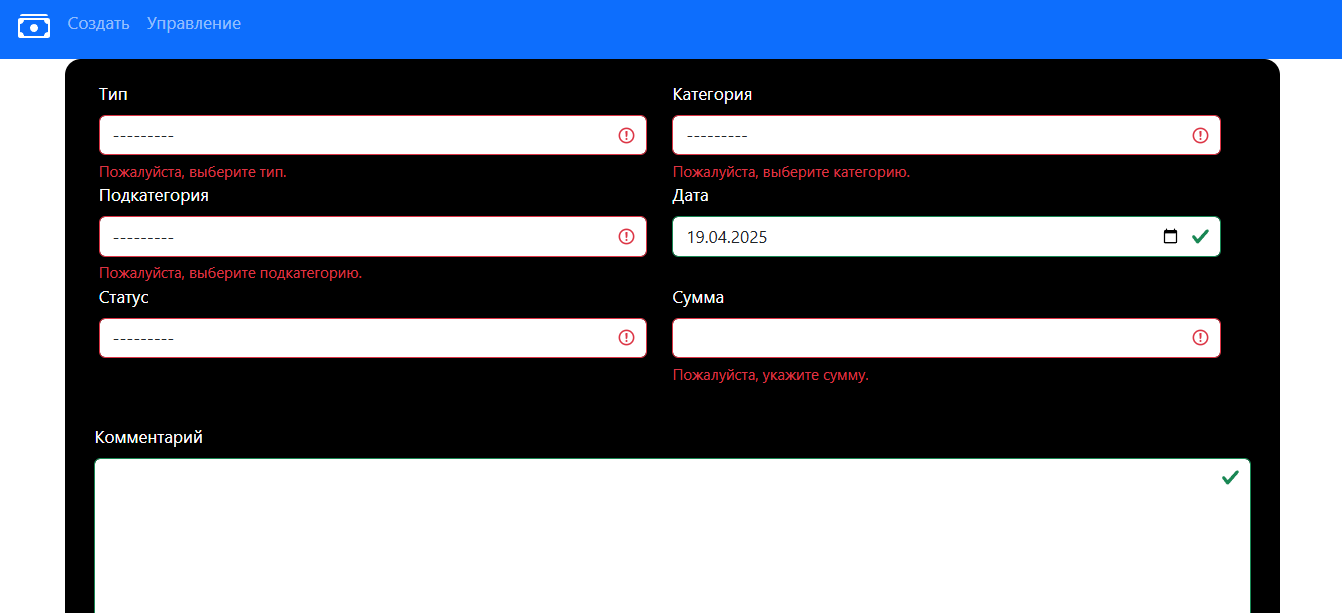 Создать Управление
Тип
---------
Пожалуйста, выберите тип.
Категория
---------
Пожалуйста, выберите категорию.
Подкатегория
---------
Пожалуйста, выберите подкатегорию.
Дата
19.04.2025
Статус
---------
Сумма
Пожалуйста, укажите сумму.
Комментарий